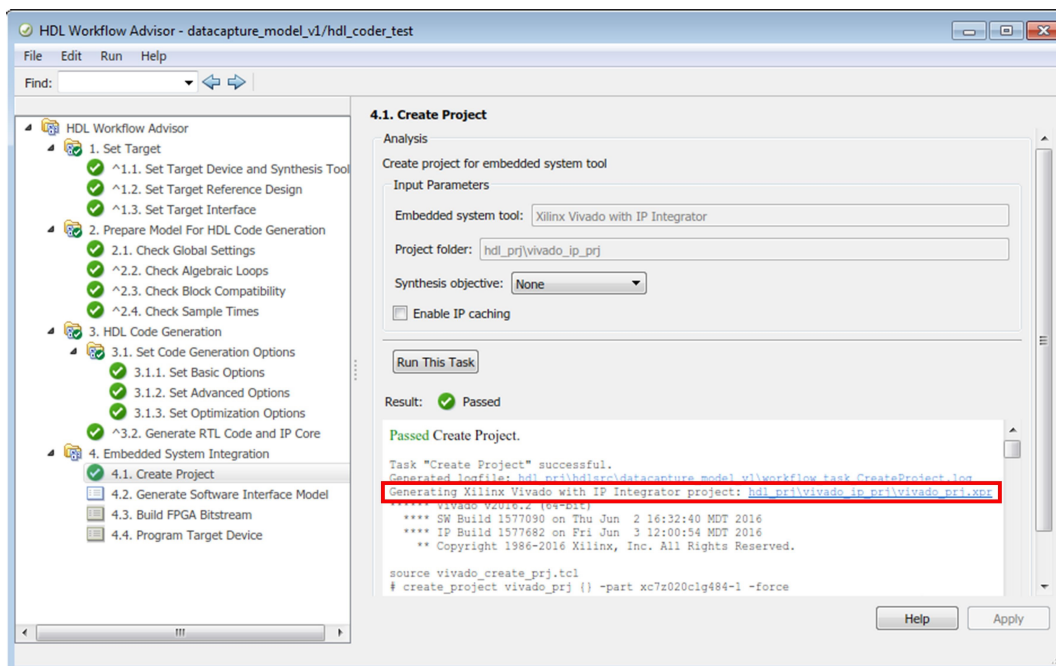 HDL Workflow Advisor - datacapture_model_v1/hdl_coder_test
File Edit Run Help
Find:
HDL Workflow Advisor
1. Set Target
^1.1. Set Target Device and Synthesis Tool
^1.2. Set Target Reference Design
^1.3. Set Target Interface
2. Prepare Model For HDL Code Generation
2.1. Check Global Settings
^2.2. Check Algebraic Loops
^2.3. Check Block Compatibility
^2.4. Check Sample Times
3. HDL Code Generation
3.1. Set Code Generation Options
3.1.1. Set Basic Options
3.1.2. Set Advanced Options
3.1.3. Set Optimization Options
^3.2. Generate RTL Code and IP Core
4. Embedded System Integration
4.1. Create Project
4.2. Generate Software Interface Model
4.3. Build FPGA Bitstream
4.4. Program Target Device
4.1. Create Project
Analysis
Create project for embedded system tool
Input Parameters
Embedded system tool: Xilinx Vivado with IP Integrator
Project folder: hdl_prj\vivado_ip_prj
Synthesis objective: None
Enable IP caching
Run This Task
Result: Passed
Passed Create Project.
Task "Create Project" successful.
Generated logfile: hdl_prj\hdlsrc\datacapture_model_v1\workflow_task_CreateProject.log
Generating Xilinx Vivado with IP Integrator project: hdl_prj\vivado_ip_prj\vivado_prj.xpr
****** Vivado v2016.2 (64-bit)
**** SW Build 1577090 on Thu Jun 2 16:32:40 MDT 2016
**** IP Build 1577682 on Fri Jun 3 12:00:54 MDT 2016
** Copyright 1986-2016 Xilinx, Inc. All Rights Reserved.
source vivado_create_prj.tcl
# create_project vivado_prj {} -part xc7z020clg484-1 -force
Help Apply